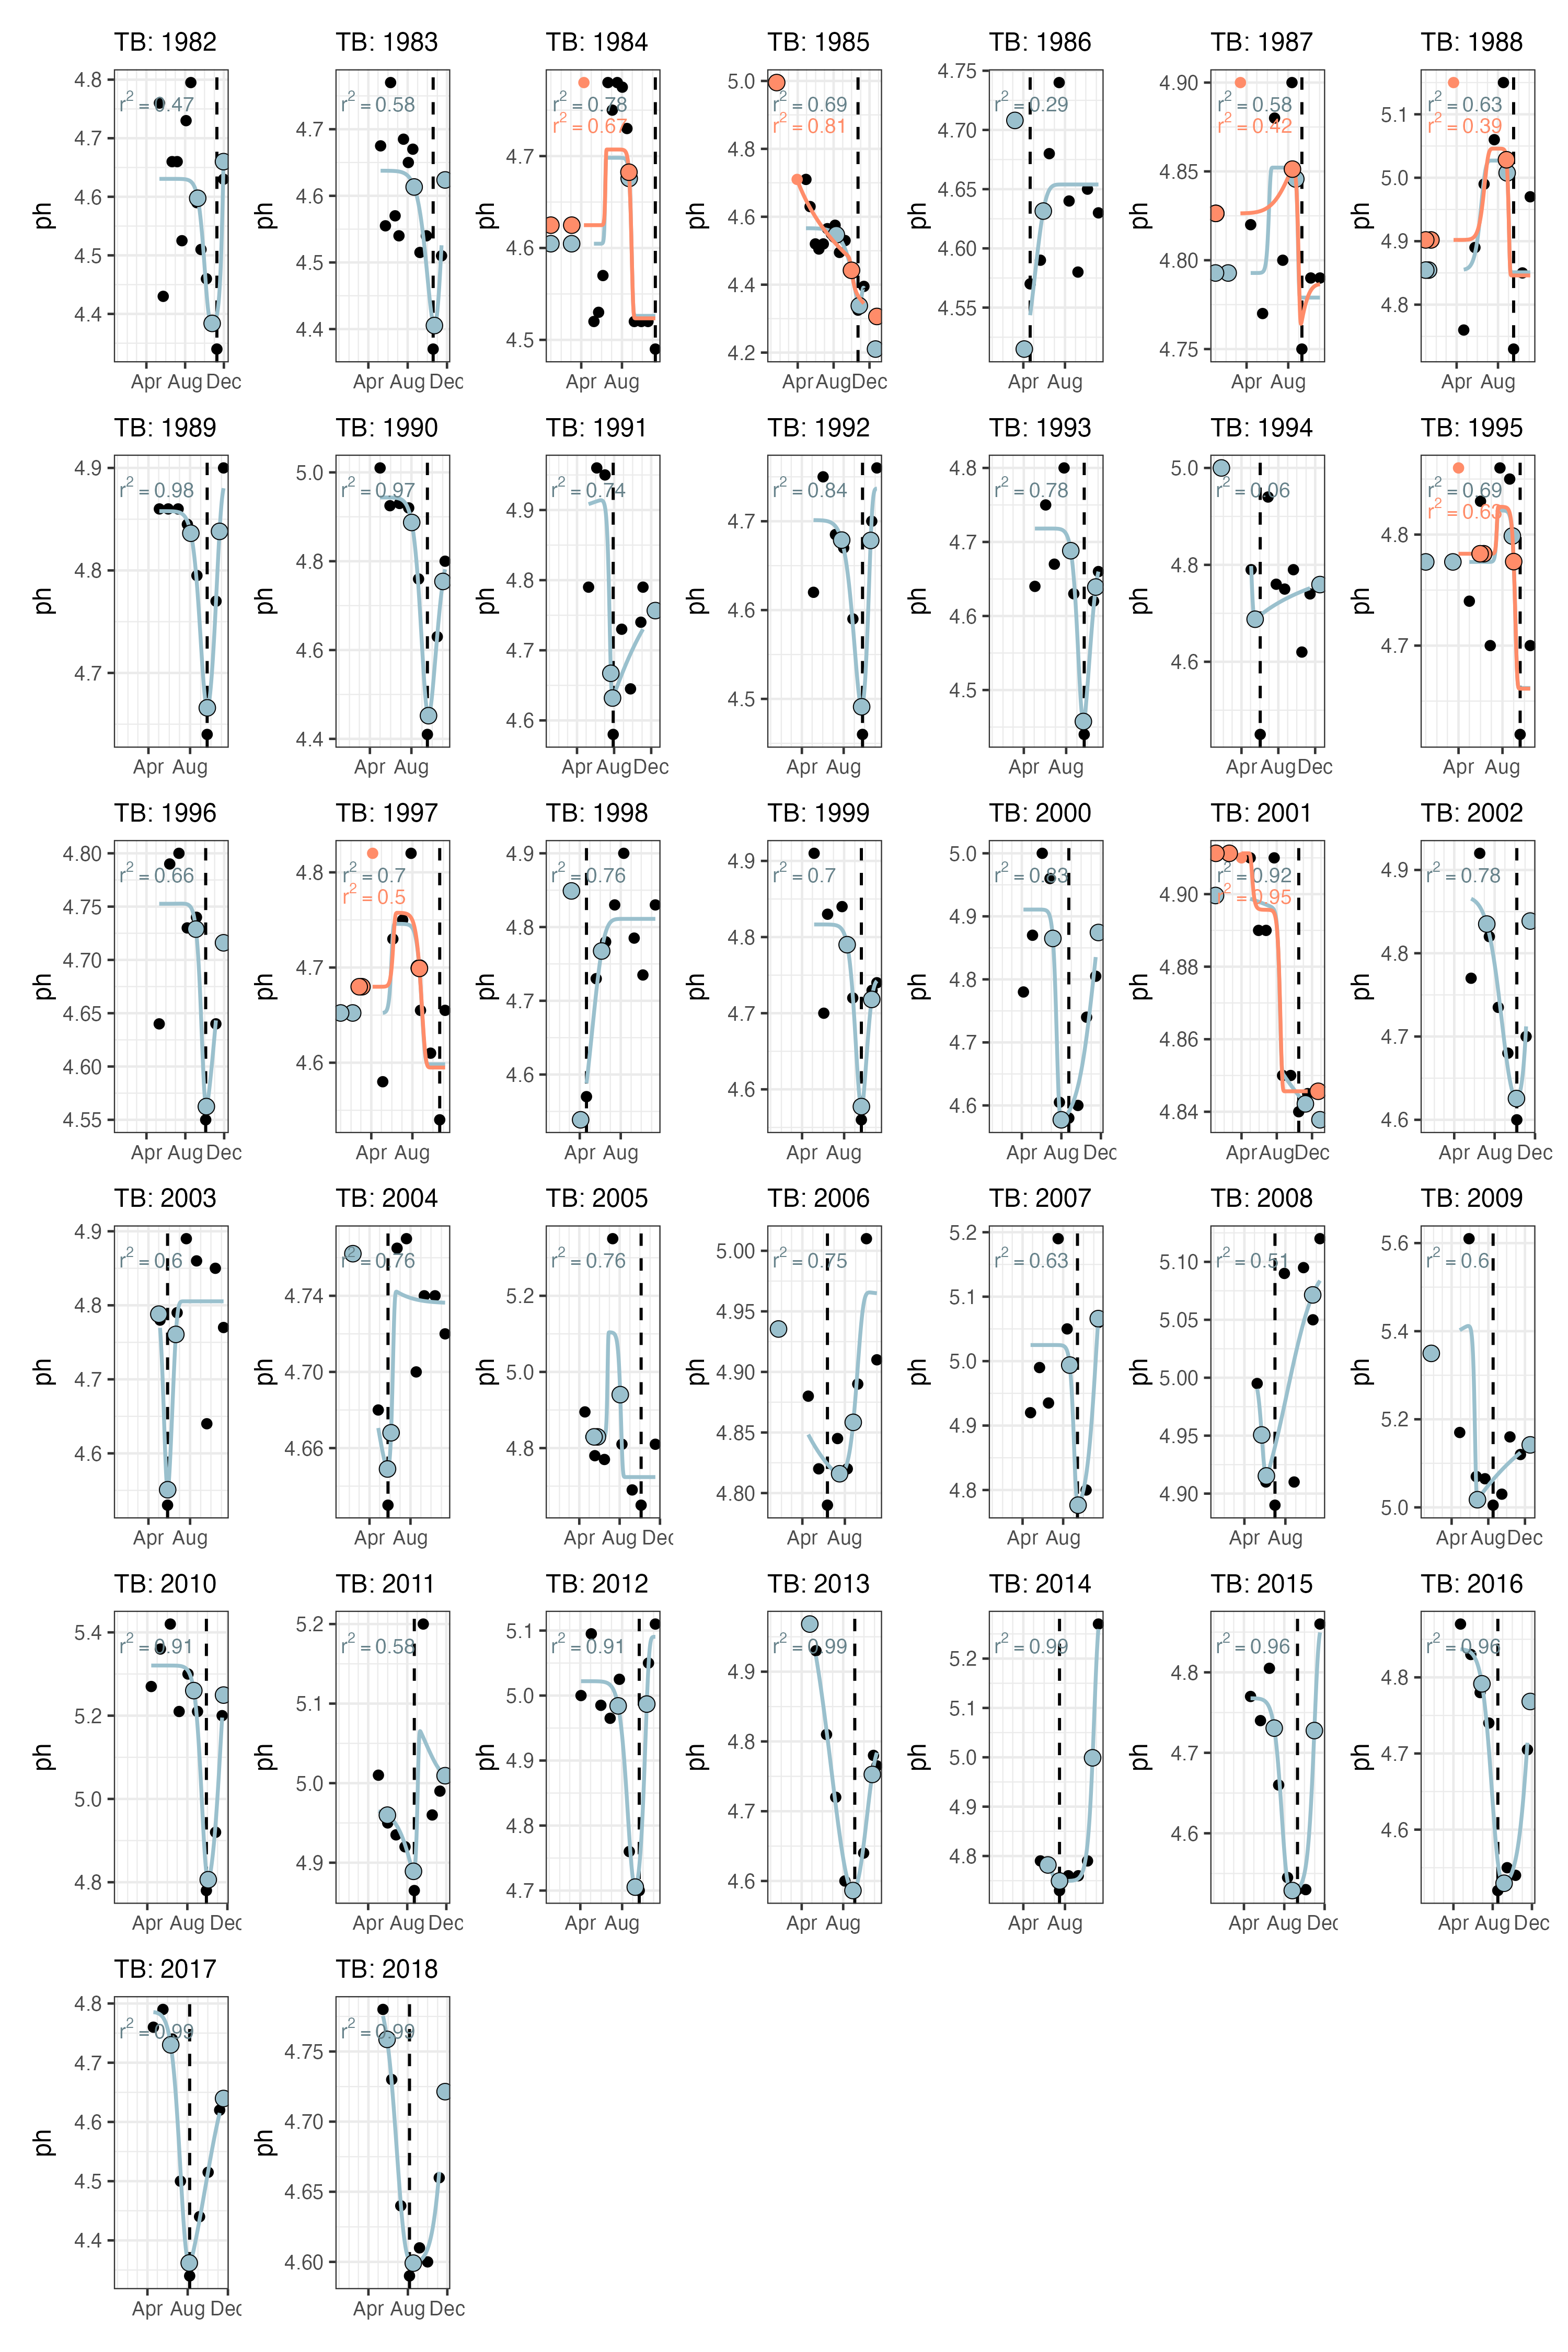 TB: 1982
ph
4.8
4.7
4.6
4.5
4.4
r² = 0.47
Apr Aug Dec
TB: 1983
ph
4.7
4.6
4.5
4.4
r² = 0.58
Apr Aug Dec
TB: 1984
ph
4.7
4.6
4.5
r² = 0.78
r² = 0.67
Apr Aug
TB: 1985
ph
5.0
4.8
4.6
4.4
4.2
r² = 0.69
r² = 0.81
Apr Aug Dec
TB: 1986
ph
4.75
4.70
4.65
4.60
4.55
r² = 0.29
Apr Aug
TB: 1987
ph
4.90
4.85
4.80
4.75
r² = 0.58
r² = 0.42
Apr Aug
TB: 1988
ph
5.1
5.0
4.9
4.8
r² = 0.63
r² = 0.39
Apr Aug
TB: 1989
ph
4.9
4.8
4.7
r² = 0.98
Apr Aug
TB: 1990
ph
5.0
4.8
4.6
4.4
r² = 0.97
Apr Aug
TB: 1991
ph
4.9
4.8
4.7
4.6
r² = 0.74
Apr Aug Dec
TB: 1992
ph
4.7
4.6
4.5
r² = 0.84
Apr Aug
TB: 1993
ph
4.8
4.7
4.6
4.5
r² = 0.78
Apr Aug
TB: 1994
ph
5.0
4.8
4.6
r² = 0.06
Apr Aug Dec
TB: 1995
ph
4.8
4.7
r² = 0.69
r² = 0.63
Apr Aug
TB: 1996
ph
4.80
4.75
4.70
4.65
4.60
4.55
r² = 0.66
Apr Aug Dec
TB: 1997
ph
4.8
4.7
4.6
r² = 0.7
r² = 0.5
Apr Aug
TB: 1998
ph
4.9
4.8
4.7
4.6
r² = 0.76
Apr Aug
TB: 1999
ph
4.9
4.8
4.7
4.6
r² = 0.7
Apr Aug
TB: 2000
ph
5.0
4.9
4.8
4.7
4.6
r² = 0.83
Apr Aug Dec
TB: 2001
ph
4.90
4.88
4.86
4.84
r² = 0.92
r² = 0.95
Apr Aug Dec
TB: 2002
ph
4.9
4.8
4.7
4.6
r² = 0.78
Apr Aug Dec
TB: 2003
ph
4.9
4.8
4.7
4.6
r² = 0.6
Apr Aug
TB: 2004
ph
4.74
4.70
4.66
r² = 0.76
Apr Aug
TB: 2005
ph
5.2
5.0
4.8
r² = 0.76
Apr Aug Dec
TB: 2006
ph
5.00
4.95
4.90
4.85
4.80
r² = 0.75
Apr Aug
TB: 2007
ph
5.2
5.1
5.0
4.9
4.8
r² = 0.63
Apr Aug
TB: 2008
ph
5.10
5.05
5.00
4.95
4.90
r² = 0.51
Apr Aug
TB: 2009
ph
5.6
5.4
5.2
5.0
r² = 0.6
Apr Aug Dec
TB: 2010
ph
5.4
5.2
5.0
4.8
r² = 0.91
Apr Aug Dec
TB: 2011
ph
5.2
5.1
5.0
4.9
r² = 0.58
Apr Aug Dec
TB: 2012
ph
5.1
5.0
4.9
4.8
4.7
r² = 0.91
Apr Aug
TB: 2013
ph
4.9
4.8
4.7
4.6
r² = 0.99
Apr Aug
TB: 2014
ph
5.2
5.1
5.0
4.9
4.8
r² = 0.99
Apr Aug
TB: 2015
ph
4.8
4.7
4.6
r² = 0.96
Apr Aug Dec
TB: 2016
ph
4.8
4.7
4.6
r² = 0.96
Apr Aug Dec
TB: 2017
ph
4.8
4.7
4.6
4.5
4.4
r² = 0.99
Apr Aug Dec
TB: 2018
ph
4.75
4.70
4.65
4.60
r² = 0.99
Apr Aug Dec